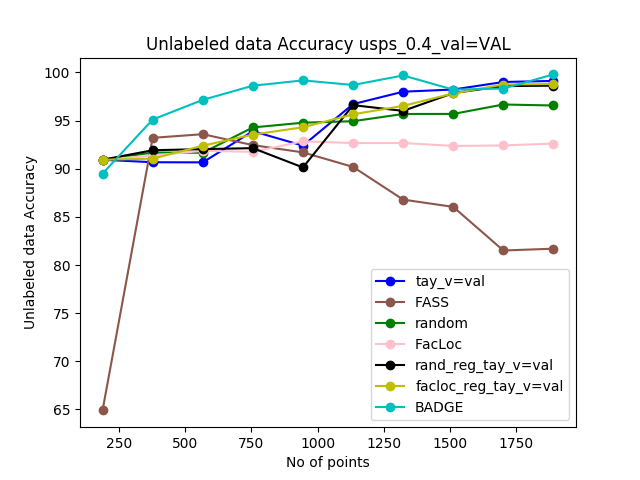 Unlabeled data Accuracy usps_0.4_val=VAL
Unlabeled data Accuracy
100
95
90
85
80
75
70
65
tay_v=val
FASS
random
FacLoc
rand_reg_tay_v=val
facloc_reg_tay_v=val
BADGE
250 500 750 1000 1250 1500 1750
No of points